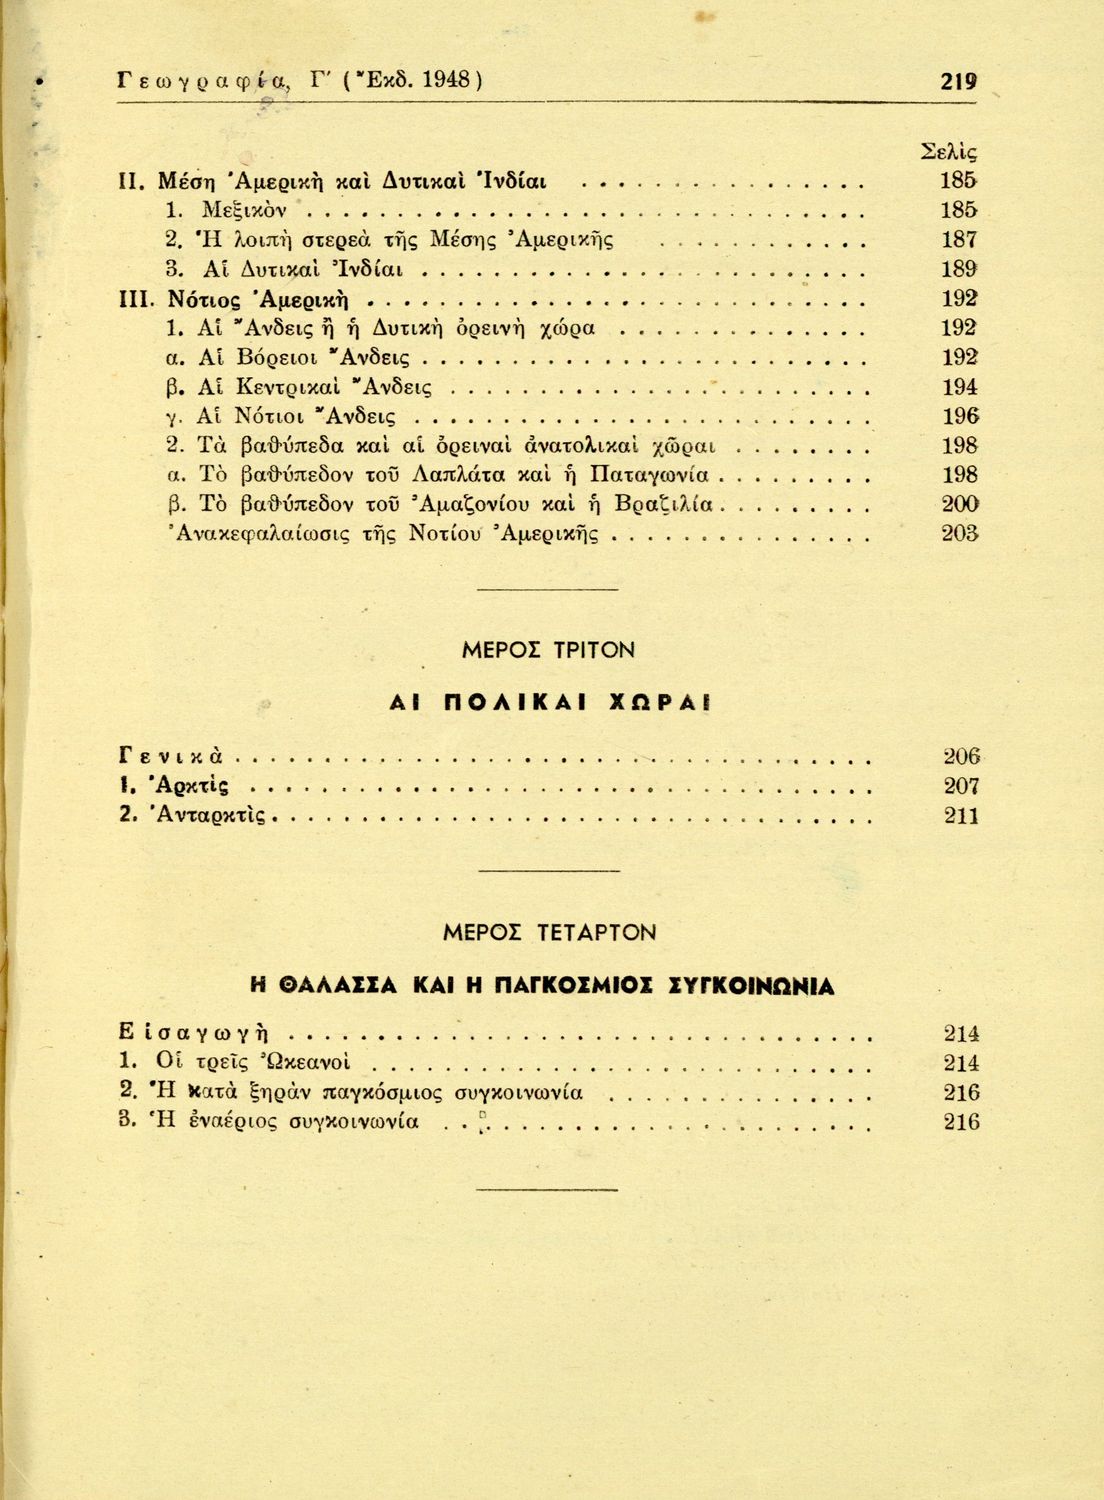 Γεωγραφία, Γ′ (Ἔκδ. 1948) 219
Σελὶς
II. Μέση Ἀμερικὴ καὶ Δυτικαὶ Ἰνδίαι . . . . . . . . . . . . . . . . 185
1. Μεξικὸν . . . . . . . . . . . . . . . . . . . . . . . . . . . . . . . 185
2. Ἡ λοιπὴ στερεὰ τῆς Μέσης Ἀμερικῆς . . . . . . . . . . 187
3. Αἱ Δυτικαὶ Ἰνδίαι . . . . . . . . . . . . . . . . . . . . . . . . . 189
III. Νότιος Ἀμερικὴ . . . . . . . . . . . . . . . . . . . . . . . . . . . . 192
1. Αἱ Ἄνδεις ἢ ἡ Δυτικὴ ὀρεινὴ χώρα . . . . . . . . . . . . . . 192
α. Αἱ Βόρειοι Ἄνδεις . . . . . . . . . . . . . . . . . . . . . . . . . 192
β. Αἱ Κεντρικαὶ Ἄνδεις . . . . . . . . . . . . . . . . . . . . . . . . 194
γ. Αἱ Νότιοι Ἄνδεις . . . . . . . . . . . . . . . . . . . . . . . . . . 196
2. Τὰ βαθύπεδα καὶ αἱ ὀρειναὶ ἀνατολικαὶ χῶραι . . . . . . . . 198
α. Τὸ βαθύπεδον τοῦ Λαπλάτα καὶ ἡ Παταγωνία . . . . . . . . . 198
β. Τὸ βαθύπεδον τοῦ Ἀμαζονίου καὶ ἡ Βραζιλία . . . . . . . . . 200
Ἀνακεφαλαίωσις τῆς Νοτίου Ἀμερικῆς . . . . . . . . . . . . . . . 203
ΜΕΡΟΣ ΤΡΙΤΟΝ
ΑΙ ΠΟΛΙΚΑΙ ΧΩΡΑΙ
Γενικὰ . . . . . . . . . . . . . . . . . . . . . . . . . . . . . . . . . . . . 206
1. Ἀρκτὶς . . . . . . . . . . . . . . . . . . . . . . . . . . . . . . . . . . . 207
2. Ἀνταρκτὶς . . . . . . . . . . . . . . . . . . . . . . . . . . . . . . . . . 211
ΜΕΡΟΣ ΤΕΤΑΡΤΟΝ
Η ΘΑΛΑΣΣΑ ΚΑΙ Η ΠΑΓΚΟΣΜΙΟΣ ΣΥΓΚΟΙΝΩΝΙΑ
Εἰσαγωγὴ . . . . . . . . . . . . . . . . . . . . . . . . . . . . . . . . . 214
1. Οἱ τρεῖς Ὠκεανοὶ . . . . . . . . . . . . . . . . . . . . . . . . . . . . 214
2. Ἡ κατὰ ξηρὰν παγκόσμιος συγκοινωνία . . . . . . . . . . . . . . . 216
3. Ἡ ἐναέριος συγκοινωνία . . . . . . . . . . . . . . . . . . . . . . . . 216